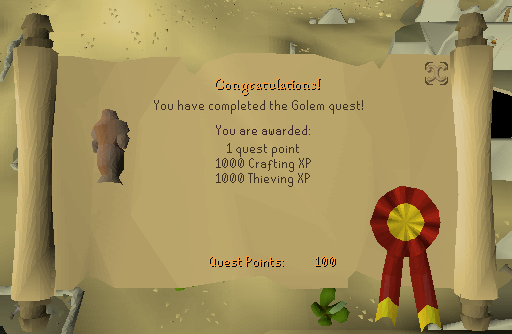 Congratulations!
You have completed the Golem quest!
You are awarded:
1 quest point
1000 Crafting XP
1000 Thieving XP
Quest Points: 100